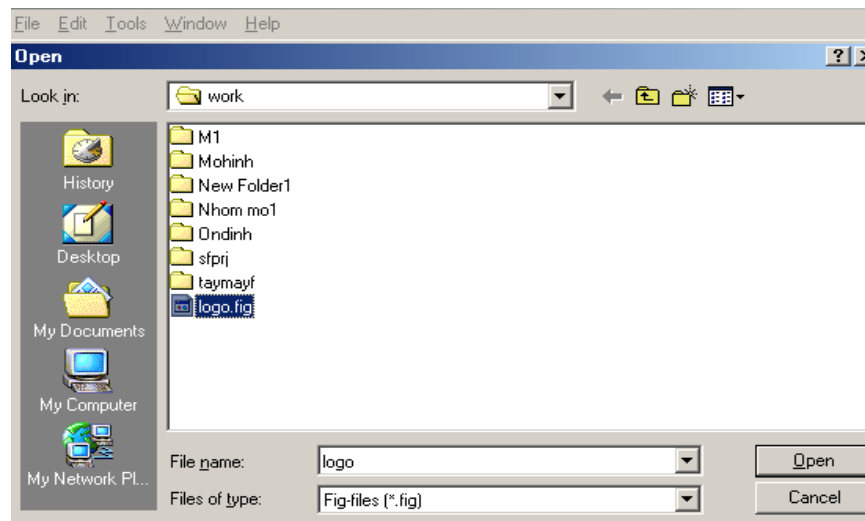 File Edit Tools Window Help
Open
Look in: work
M1
Mohinh
New Folder1
Nhom mo1
Ondinh
sfprj
taymayf
logo.fig
History
Desktop
My Documents
My Computer
My Network Pl...
File name: logo Open
Files of type: Fig-files (*.fig) Cancel